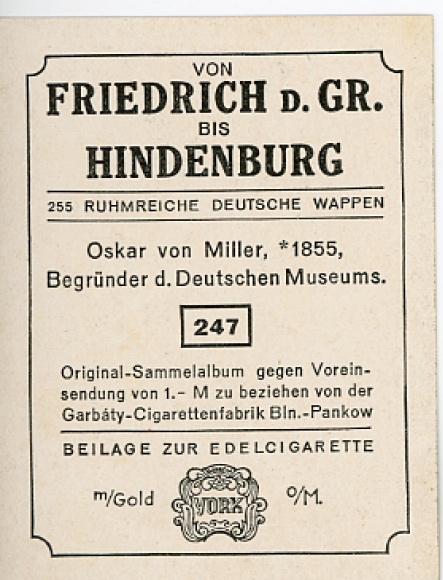 VON
FRIEDRICH D. GR.
BIS
HINDENBURG
255 RUHMREICHE DEUTSCHE WAPPEN
Oskar von Miller, *1855,
Begründer d. Deutschen Museums.
247
Original-Sammelalbum gegen Vorein-
sendung von 1.- M zu beziehen von der
Garbáty-Cigarettenfabrik Bln.-Pankow
BEILAGE ZUR EDELCIGARETTE
m/Gold YORK o/M.